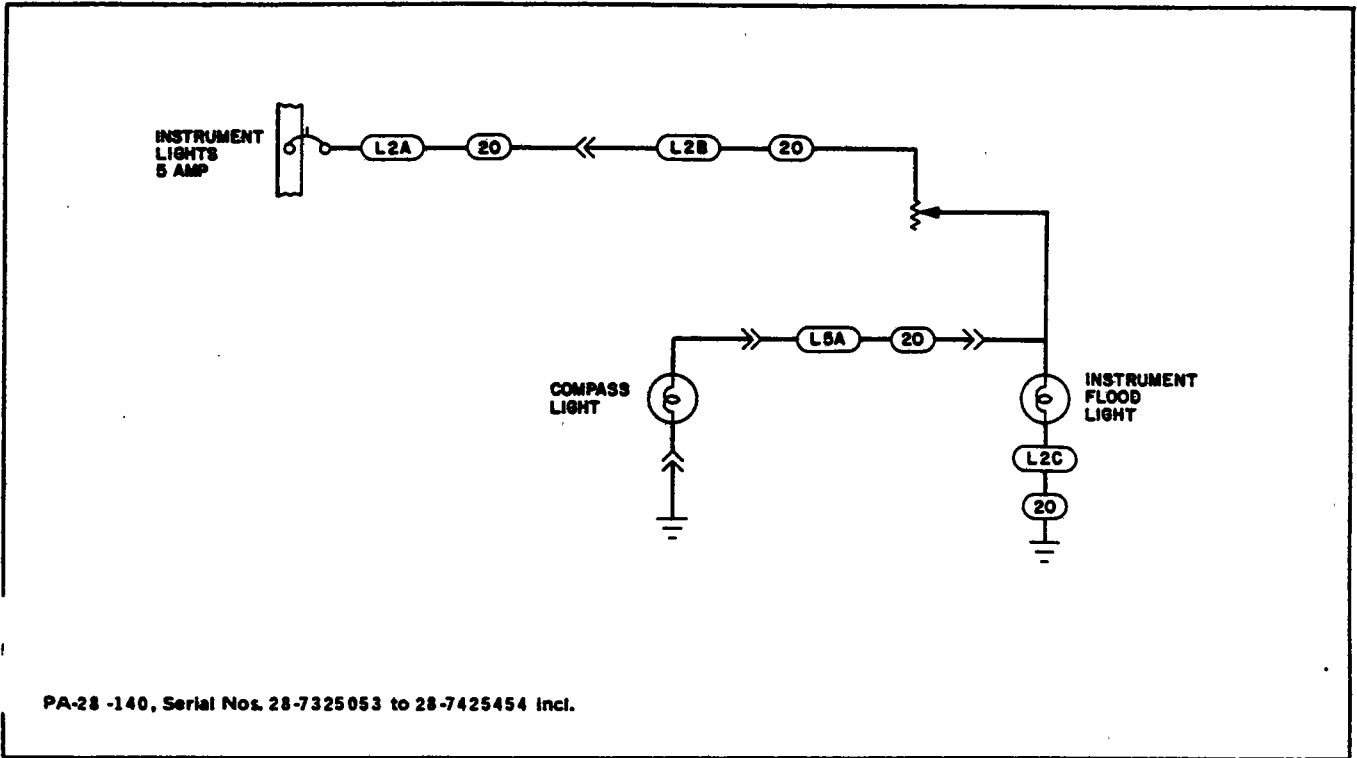 INSTRUMENT
LIGHTS
5 AMP
L2A
20
L2B
20
L5A
20
COMPASS
LIGHT
INSTRUMENT
FLOOD
LIGHT
L2C
20
PA-28 -140, Serial Nos. 28-7325053 to 28-7425454 incl.